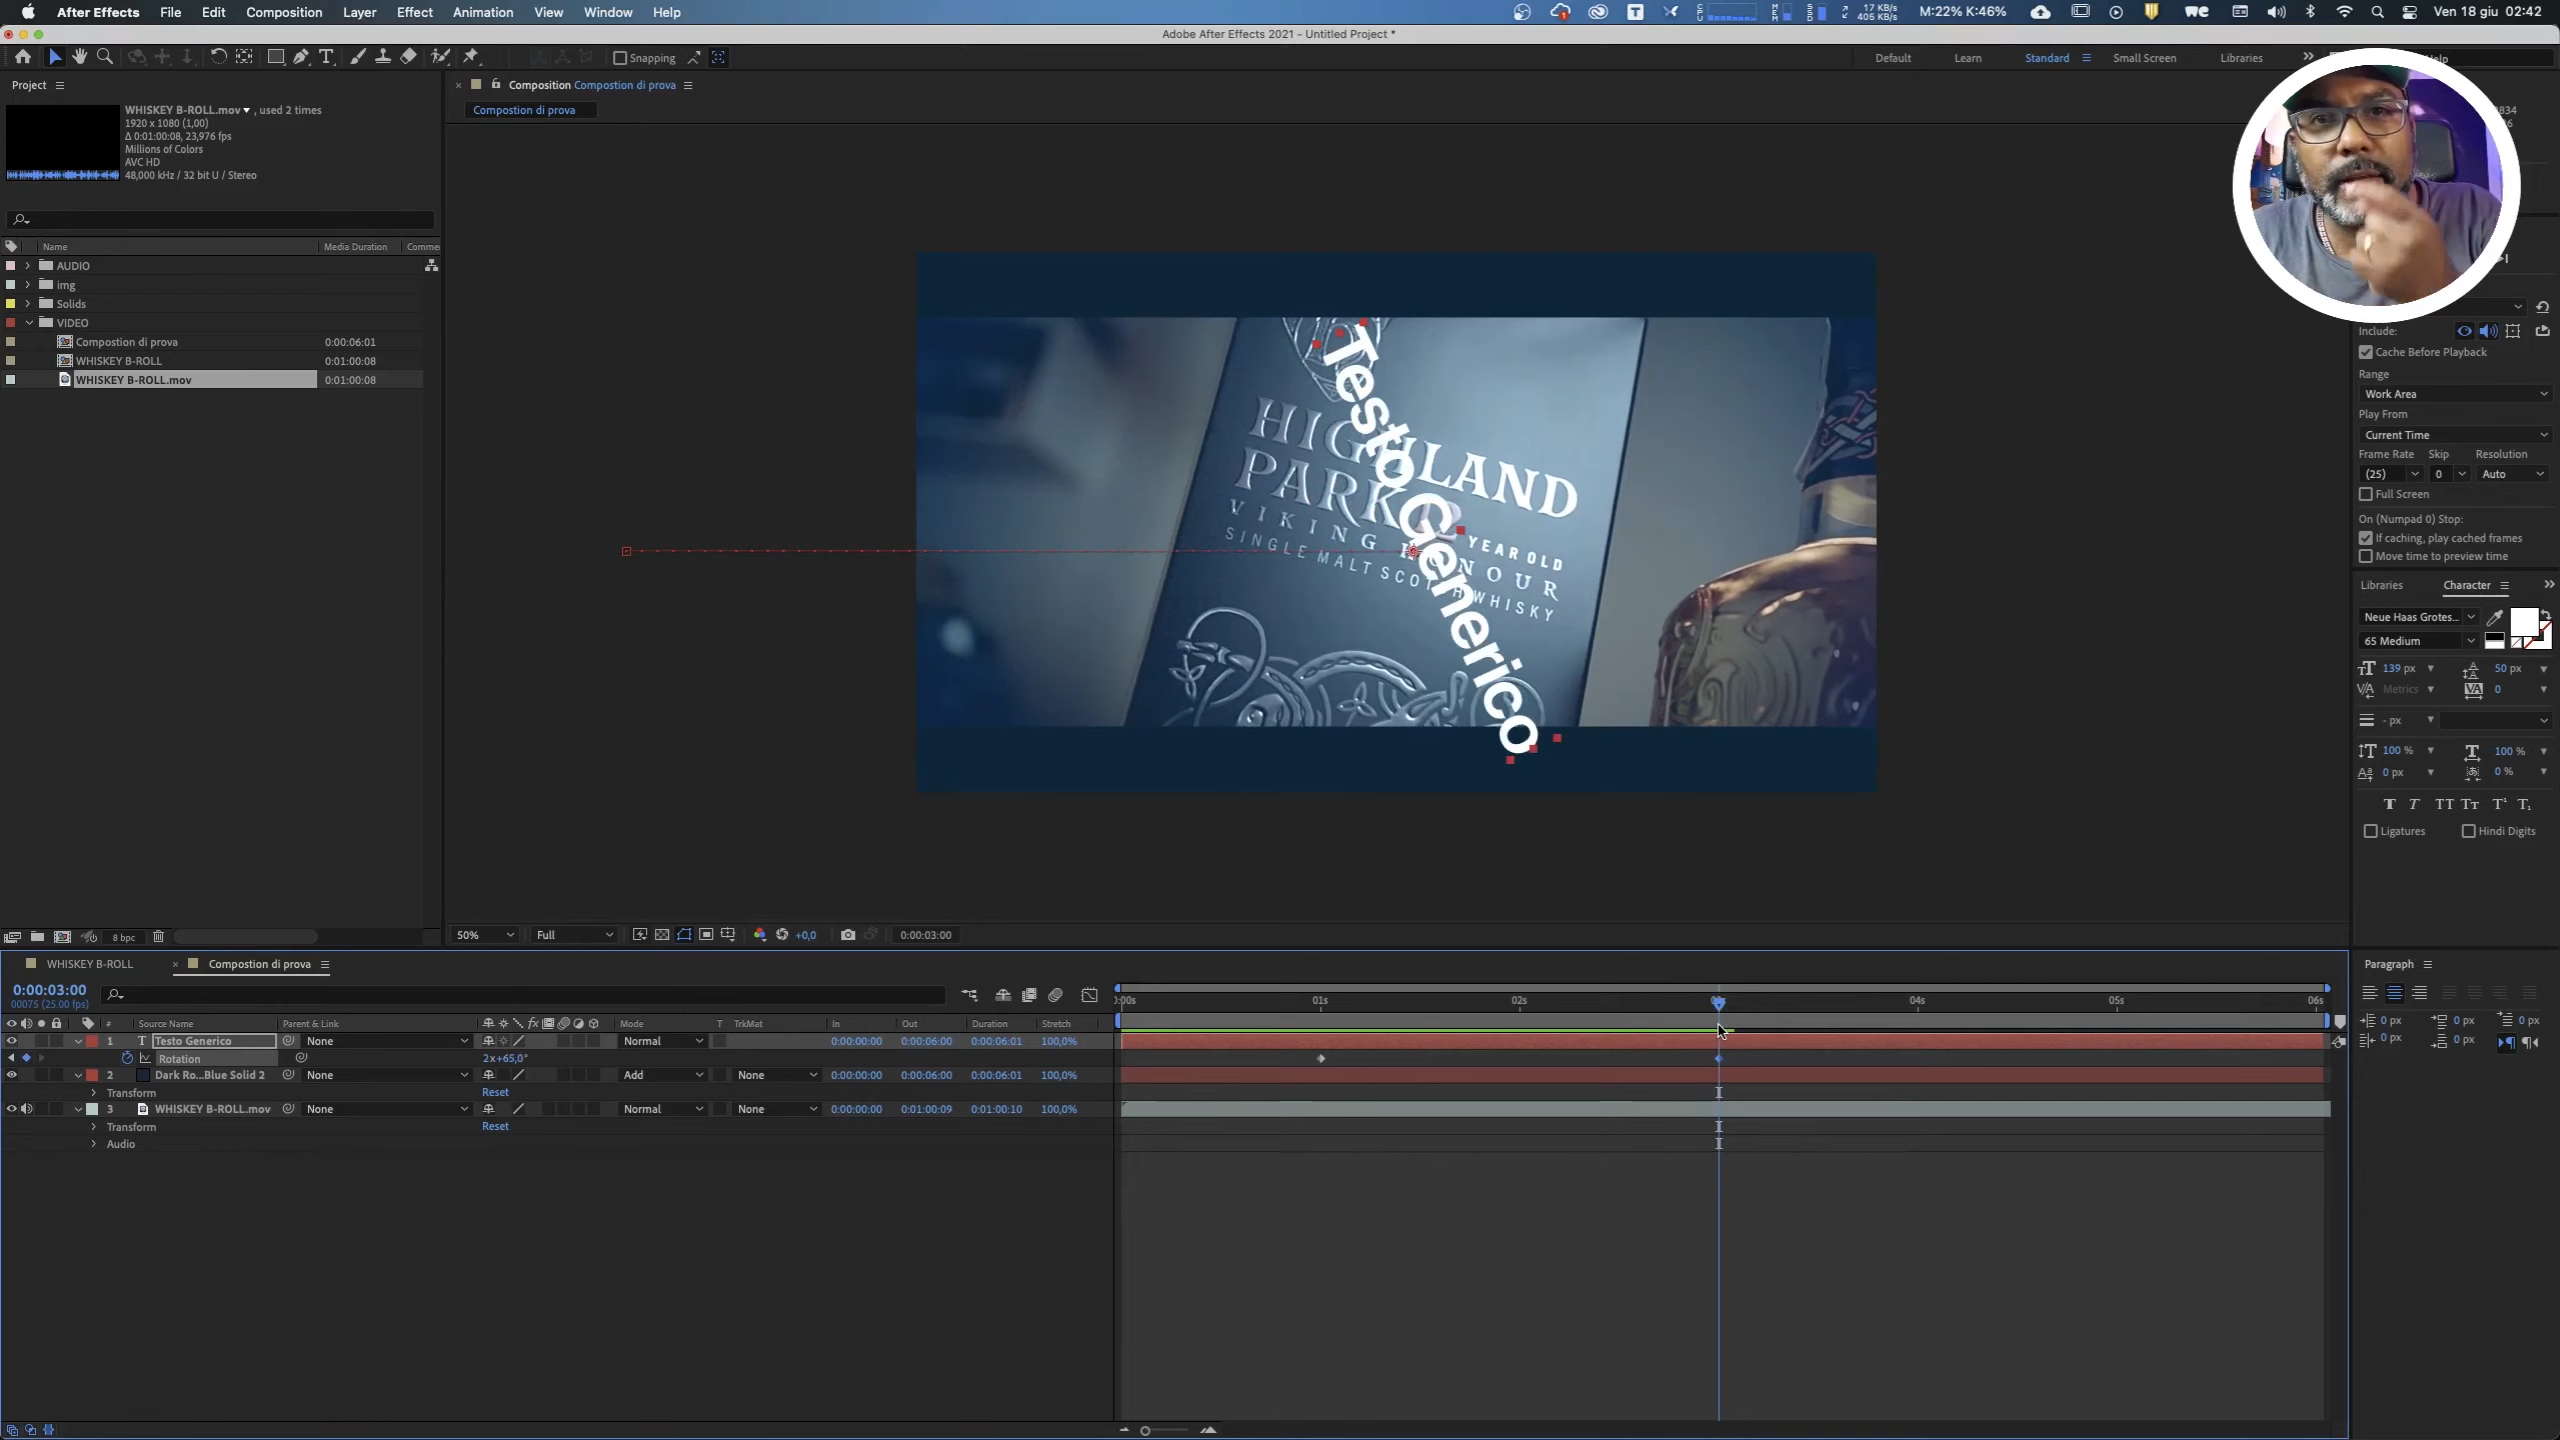 After Effects File Edit Composition Layer Effect Animation View Window Help
17 KB/s
405 KB/s
M:22% K:46%
Ven 18 giu 02:42
Adobe After Effects 2021 - Untitled Project *
Snapping
Default Learn Standard Small Screen Libraries
Project
WHISKEY B-ROLL.mov , used 2 times
1920 x 1080 (1,00)
Δ 0:01:00:08, 23,976 fps
Millions of Colors
AVC HD
48,000 kHz / 32 bit U / Stereo
Composition Compostion di prova
Compostion di prova
Name Media Duration Comme
AUDIO
img
Solids
VIDEO
Compostion di prova 0:00:06:01
WHISKEY B-ROLL 0:01:00:08
WHISKEY B-ROLL.mov 0:01:00:08
Testo Generico
HIGHLAND
PARK
VIKING HONOUR
YEAR OLD
SINGLE MALT SCOTCH WHISKY
Include:
Cache Before Playback
Range
Work Area
Play From
Current Time
Frame Rate Skip Resolution
(25) 0 Auto
Full Screen
On (Numpad 0) Stop:
If caching, play cached frames
Move time to preview time
Libraries Character
Neue Haas Grotes...
65 Medium
139 px 50 px
Metrics 0
- px
100 % 100 %
0 px 0 %
Ligatures Hindi Digits
8 bpc
50% Full +0,0 0:00:03:00
WHISKEY B-ROLL Compostion di prova
0:00:03:00
00075 (25.00 fps)
# Source Name Parent & Link Mode T TrkMat In Out Duration Stretch
:00s 01s 02s 04s 05s 06s
1 T Testo Generico None Normal 0:00:00:00 0:00:06:00 0:00:06:01 100,0%
Rotation 2x+65,0°
2 Dark Ro...Blue Solid 2 None Add None 0:00:00:00 0:00:06:00 0:00:06:01 100,0%
Transform Reset
3 WHISKEY B-ROLL.mov None Normal None 0:00:00:00 0:01:00:09 0:01:00:10 100,0%
Transform Reset
Audio
Paragraph
0 px 0 px 0 px
0 px 0 px